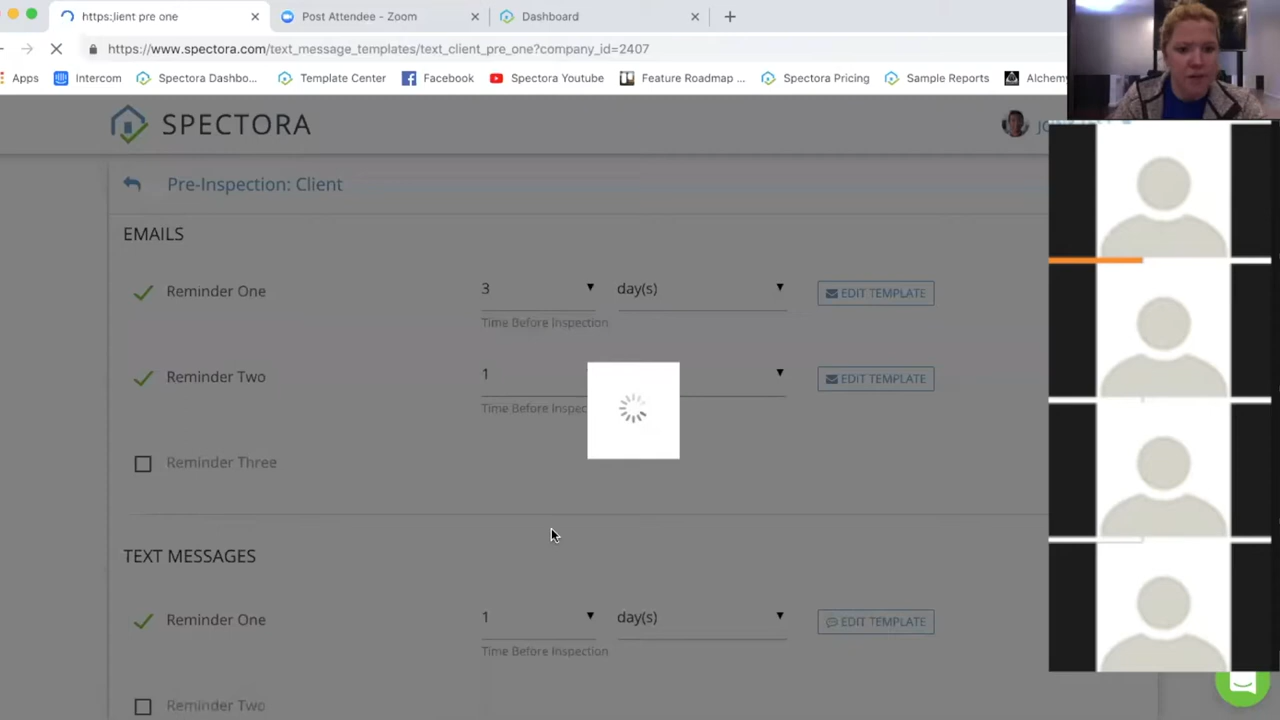 https:lient pre one
Post Attendee - Zoom
Dashboard
https://www.spectora.com/text_message_templates/text_client_pre_one?company_id=2407
Apps
Intercom
Spectora Dashbo...
Template Center
Facebook
Spectora Youtube
Feature Roadmap ...
Spectora Pricing
Sample Reports
Alchem
SPECTORA
Pre-Inspection: Client
EMAILS
Reminder One
3
day(s)
EDIT TEMPLATE
Time Before Inspection
Reminder Two
1
EDIT TEMPLATE
Time Before Inspec
Reminder Three
TEXT MESSAGES
Reminder One
1
day(s)
EDIT TEMPLATE
Time Before Inspection
Reminder Two